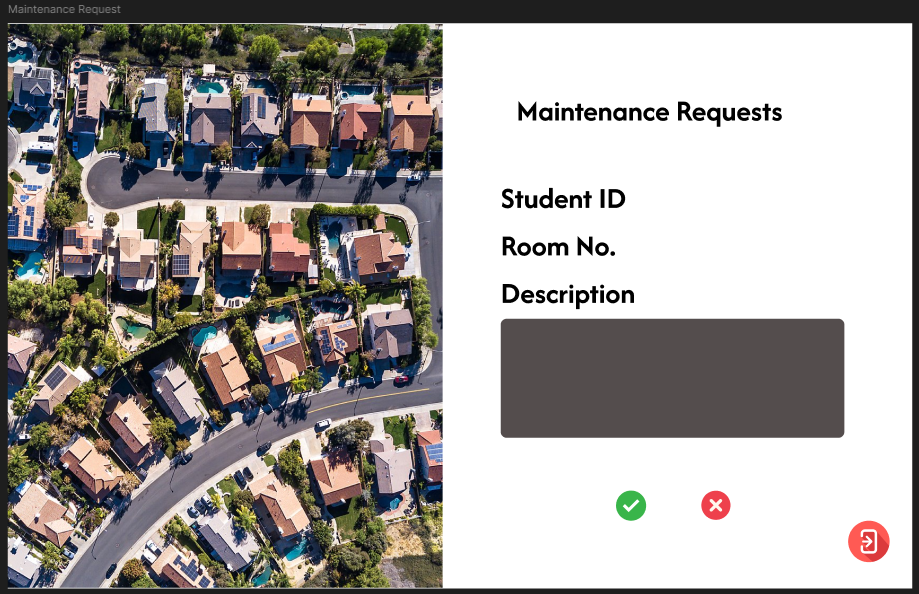 Maintenance Request
Maintenance Requests
Student ID
Room No.
Description